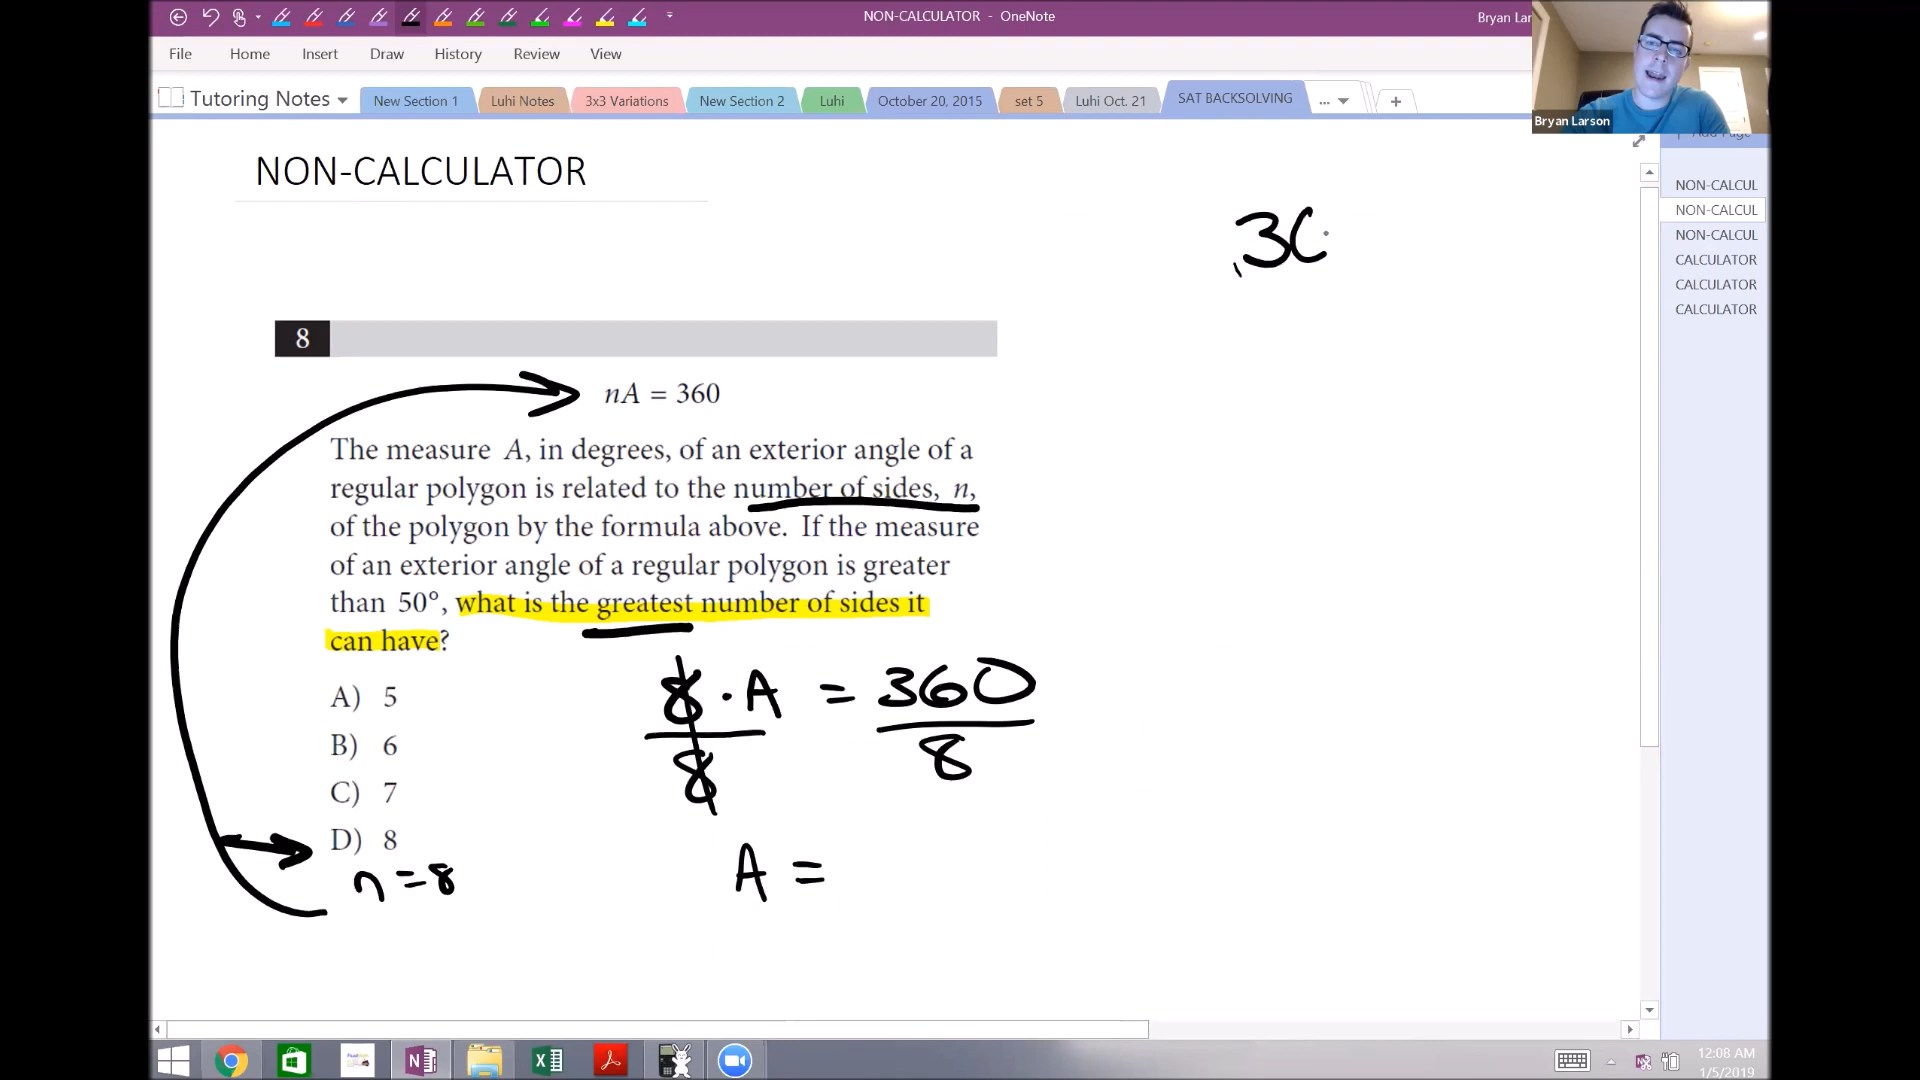 NON-CALCULATOR - OneNote
Bryan Lar
File Home Insert Draw History Review View
Tutoring Notes New Section 1 Luhi Notes 3x3 Variations New Section 2 Luhi October 20, 2015 set 5 Luhi Oct. 21 SAT BACKSOLVING ... +
Bryan Larson
NON-CALCULATOR
NON-CALCUL
NON-CALCUL
NON-CALCUL
CALCULATOR
CALCULATOR
CALCULATOR
8
nA = 360
The measure A, in degrees, of an exterior angle of a
regular polygon is related to the number of sides, n,
of the polygon by the formula above. If the measure
of an exterior angle of a regular polygon is greater
than 50°, what is the greatest number of sides it
can have?
A) 5
B) 6
C) 7
D) 8
n=8
8 · A = 360
8 8
A =
12:08 AM
1/5/2019